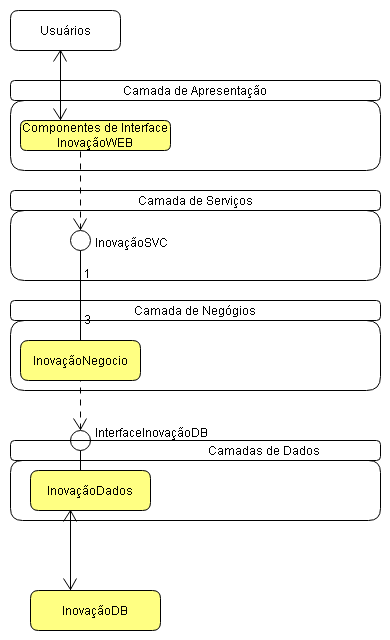 Usuários
Camada de Apresentação
Componentes de Interface
InovaçãoWEB
Camada de Serviços
InovaçãoSVC
1
Camada de Negógios
3
InovaçãoNegocio
InterfaceInovaçãoDB
Camadas de Dados
InovaçãoDados
InovaçãoDB